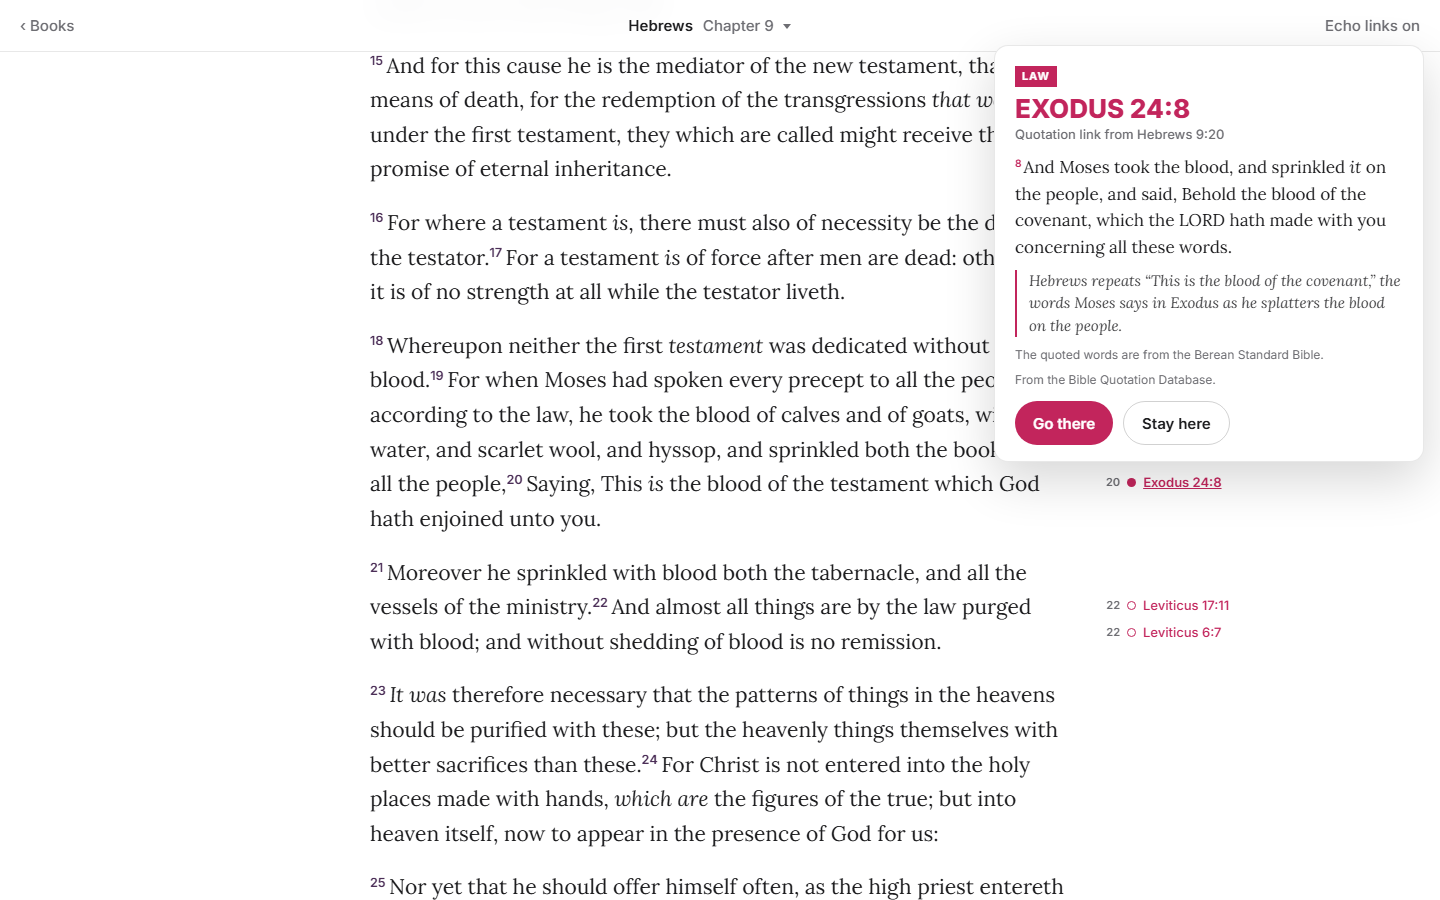 ‹ Books
Hebrews Chapter 9
Echo links on
15 And for this cause he is the mediator of the new testament,
means of death, for the redemption of the transgressions that
under the first testament, they which are called might receive
promise of eternal inheritance.
16 For where a testament is, there must also of necessity be the
the testator.17 For a testament is of force after men are dead:
it is of no strength at all while the testator liveth.
18 Whereupon neither the first testament was dedicated without
blood.19 For when Moses had spoken every precept to all the
according to the law, he took the blood of calves and of goats,
water, and scarlet wool, and hyssop, and sprinkled both the
all the people,20 Saying, This is the blood of the testament which God
hath enjoined unto you.
21 Moreover he sprinkled with blood both the tabernacle, and all the
vessels of the ministry.22 And almost all things are by the law purged
with blood; and without shedding of blood is no remission.
23 It was therefore necessary that the patterns of things in the heavens
should be purified with these; but the heavenly things themselves with
better sacrifices than these.24 For Christ is not entered into the holy
places made with hands, which are the figures of the true; but into
heaven itself, now to appear in the presence of God for us:
25 Nor yet that he should offer himself often, as the high priest entereth
LAW
EXODUS 24:8
Quotation link from Hebrews 9:20
8 And Moses took the blood, and sprinkled it on
the people, and said, Behold the blood of the
covenant, which the LORD hath made with you
concerning all these words.
Hebrews repeats “This is the blood of the covenant,” the
words Moses says in Exodus as he splatters the blood
on the people.
The quoted words are from the Berean Standard Bible.
From the Bible Quotation Database.
Go there
Stay here
20 Exodus 24:8
22 Leviticus 17:11
22 Leviticus 6:7